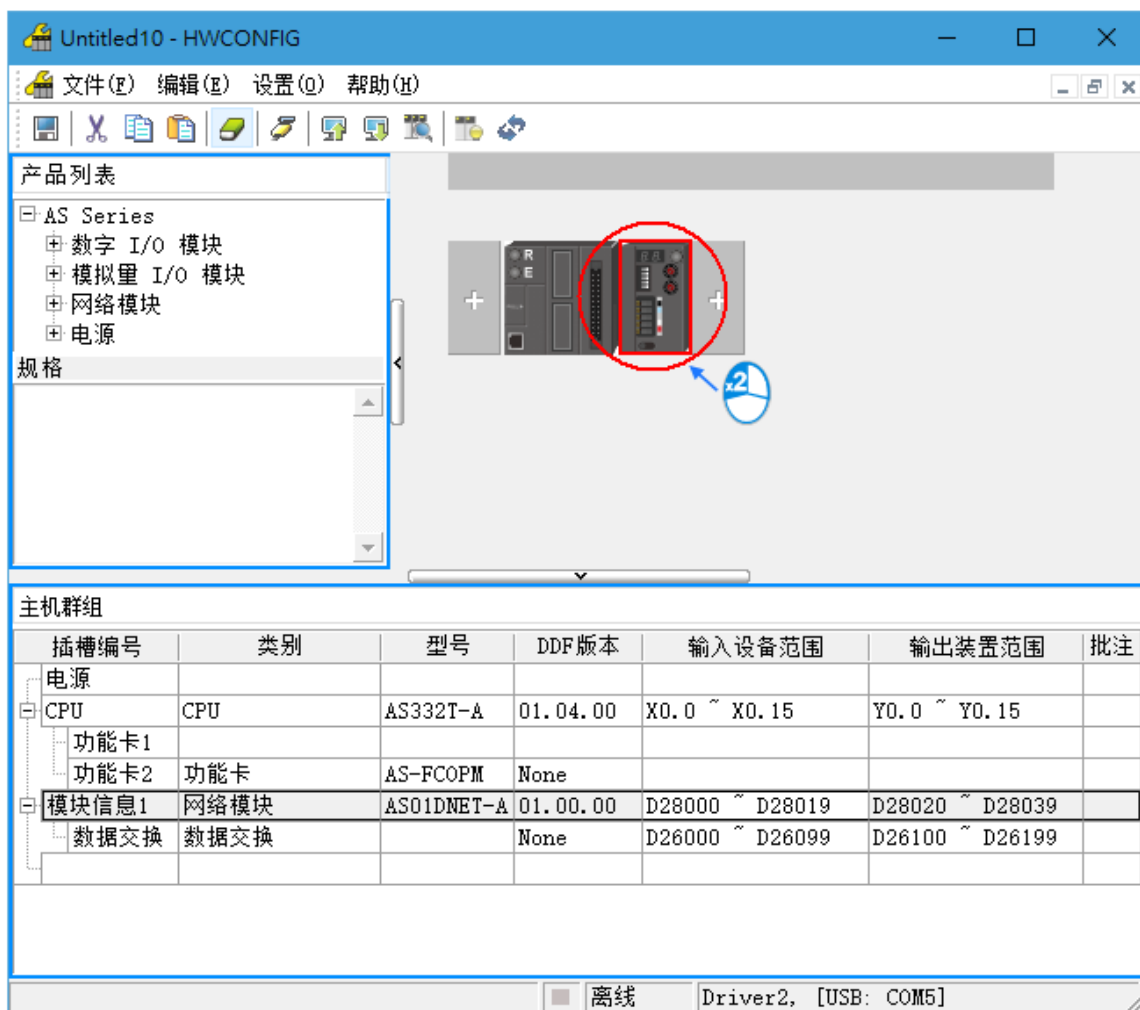 Untitled10 - HWCONFIG
文件(F) 编辑(E) 设置(O) 帮助(H)
产品列表
AS Series
数字 I/O 模块
模拟量 I/O 模块
网络模块
电源
规格
R
E
x2
主机群组
插槽编号 类别 型号 DDF版本 输入设备范围 输出装置范围 批注
电源
CPU CPU AS332T-A 01.04.00 X0.0 ~ X0.15 Y0.0 ~ Y0.15
功能卡1
功能卡2 功能卡 AS-FCOPM None
模块信息1 网络模块 AS01DNET-A 01.00.00 D28000 ~ D28019 D28020 ~ D28039
数据交换 数据交换 None D26000 ~ D26099 D26100 ~ D26199
离线 Driver2, [USB: COM5]